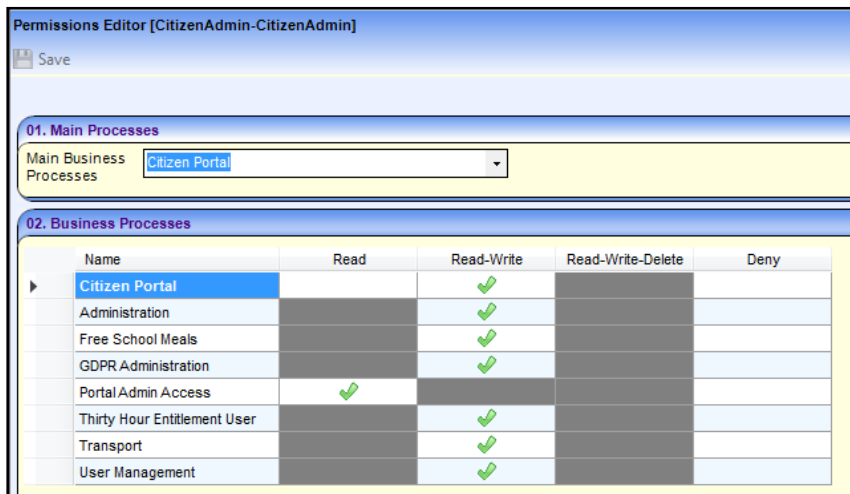 Permissions Editor [CitizenAdmin-CitizenAdmin]
Save
01. Main Processes
Main Business Processes Citizen Portal
02. Business Processes
Name Read Read-Write Read-Write-Delete Deny
Citizen Portal
Administration
Free School Meals
GDPR Administration
Portal Admin Access
Thirty Hour Entitlement User
Transport
User Management